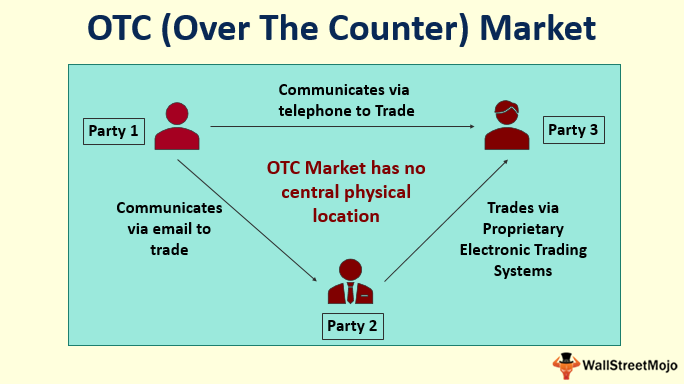 OTC (Over The Counter) Market
Communicates via
telephone to Trade
Party 1
Party 3
OTC Market has no
central physical
location
Communicates
via email to
trade
Trades via
Proprietary
Electronic Trading
Systems
Party 2
WallStreetMojo